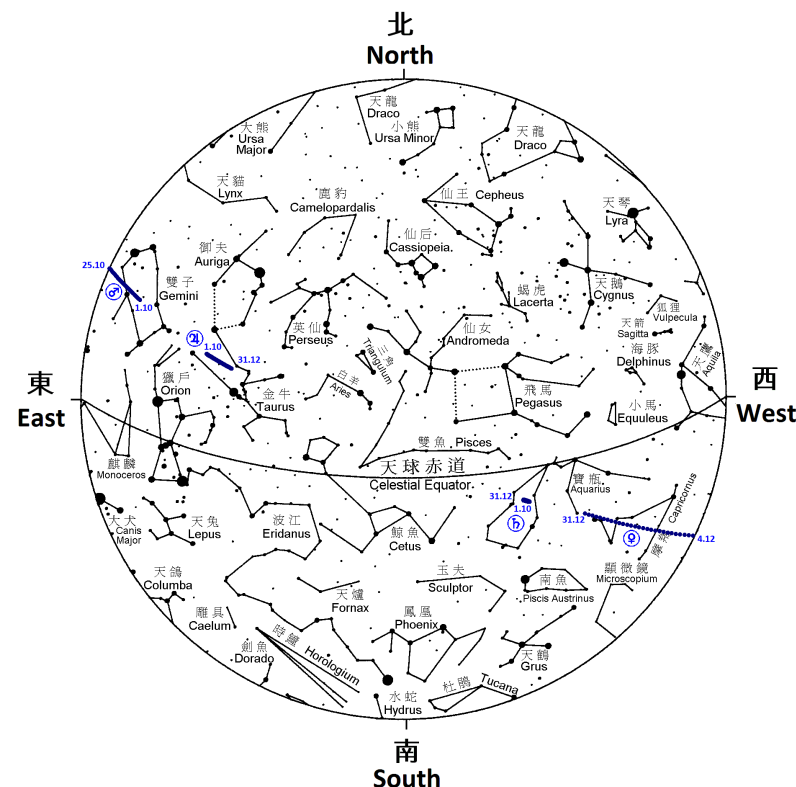 北
North
天龍
Draco
小熊
Ursa Minor
大熊
Ursa
Major
天龍
Draco
天貓
Lynx
鹿豹
Camelopardalis
仙王 Cepheus
天琴
Lyra
御夫
Auriga
仙后
Cassiopeia
25.10
♂
1.10
雙子
Gemini
蝎虎
Lacerta
天鵝
Cygnus
狐狸
Vulpecula
英仙
Perseus
仙女
Andromeda
天箭
Sagitta
♃
1.10
31.12
三角
Triangulum
海豚
Delphinus
天鷹
Aquila
東
East
西
West
獵戶
Orion
金牛
Taurus
白羊
Aries
飛馬
Pegasus
小馬
Equuleus
雙魚 Pisces
天球赤道
Celestial Equator
麒麟
Monoceros
寶瓶
Aquarius
Capricornus
31.12
1.10
♄
31.12
♀
4.12
大犬
Canis
Major
天兔
Lepus
波江
Eridanus
鯨魚
Cetus
顯微鏡
Microscopium
天鴿
Columba
天爐
Fornax
玉夫
Sculptor
南魚
Piscis Austrinus
雕具
Caelum
時鐘
Horologium
鳳凰
Phoenix
劍魚
Dorado
天鶴
Grus
水蛇
Hydrus
杜鵑
Tucana
南
South